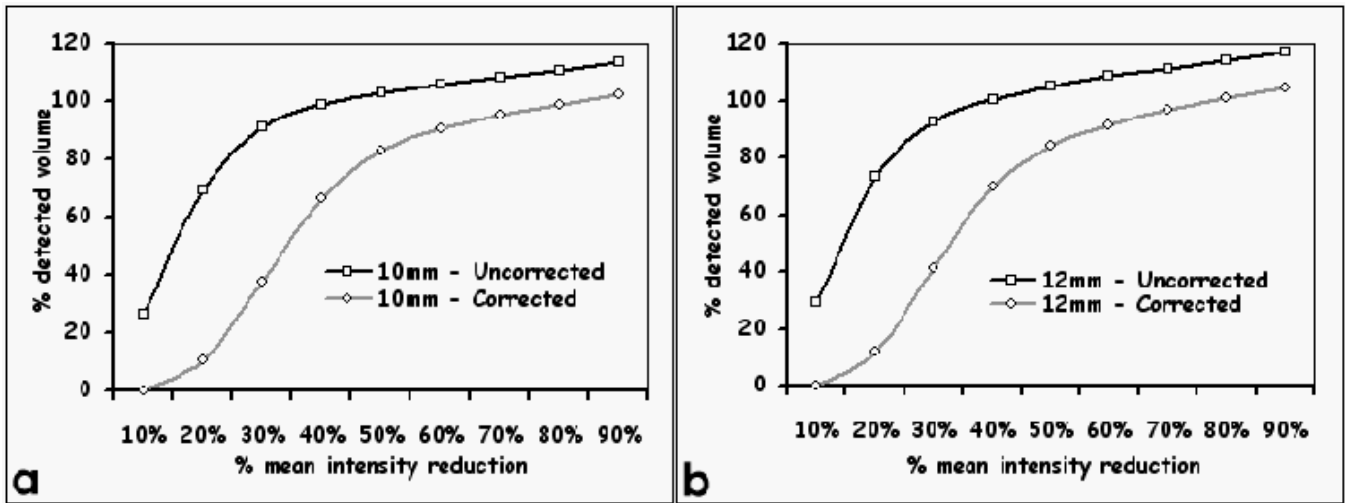 120
100
80
60
40
20
0
% detected volume
10mm - Uncorrected
10mm - Corrected
10% 20% 30% 40% 50% 60% 70% 80% 90%
% mean intensity reduction
a
120
100
80
60
40
20
0
% detected volume
12mm - Uncorrected
12mm - Corrected
10% 20% 30% 40% 50% 60% 70% 80% 90%
% mean intensity reduction
b